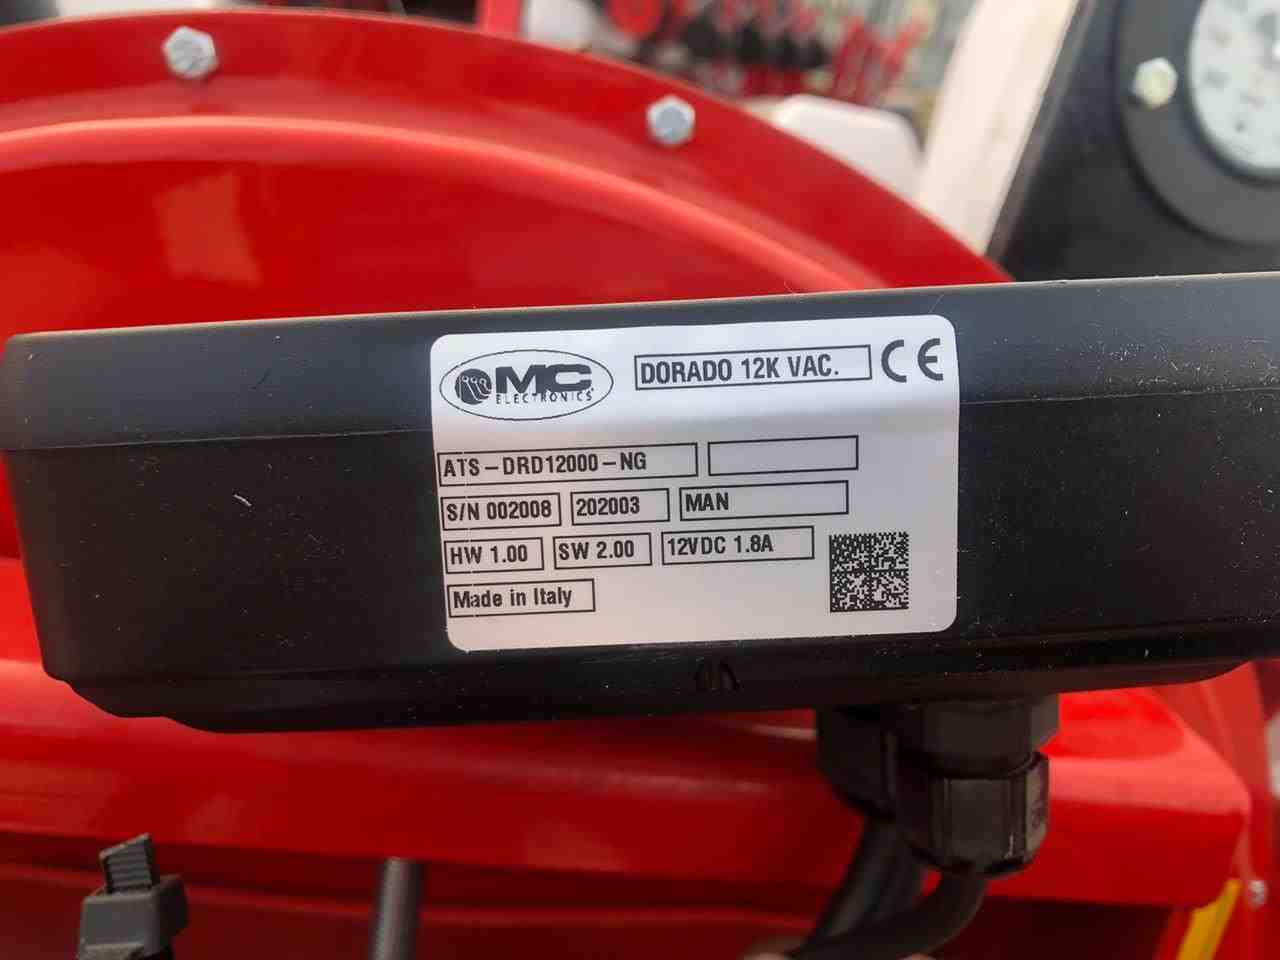 MC
ELECTRONICS
DORADO 12K VAC.
CE
ATS-DRD12000-NG
S/N 002008 202003 MAN
HW 1.00 SW 2.00 12VDC 1.8A
Made in Italy